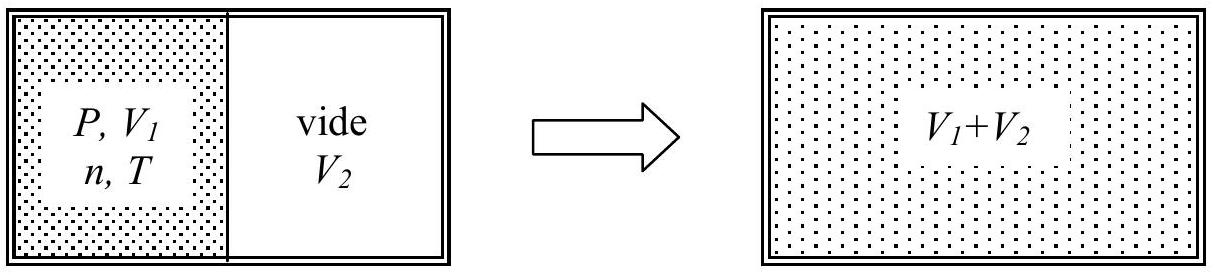 P, V₁
n, T
vide
V₂
V₁+V₂